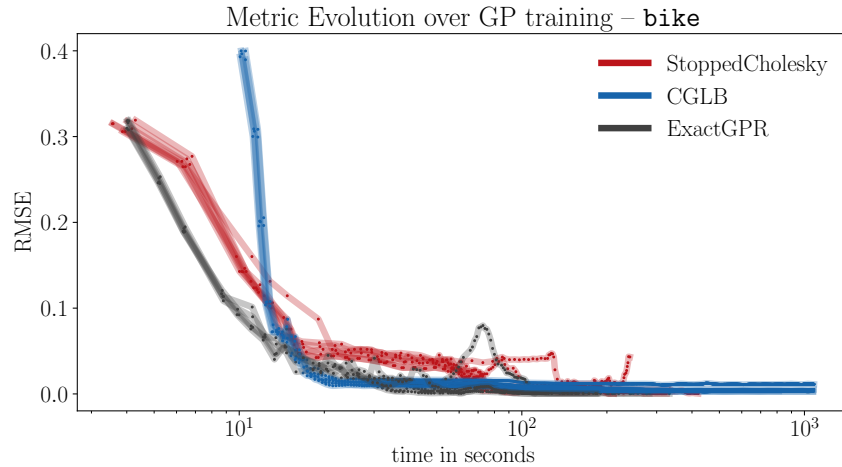 Metric Evolution over GP training – bike
0.4
0.3
0.2
0.1
0.0
RMSE
StoppedCholesky
CGLB
ExactGPR
10¹
10²
10³
time in seconds